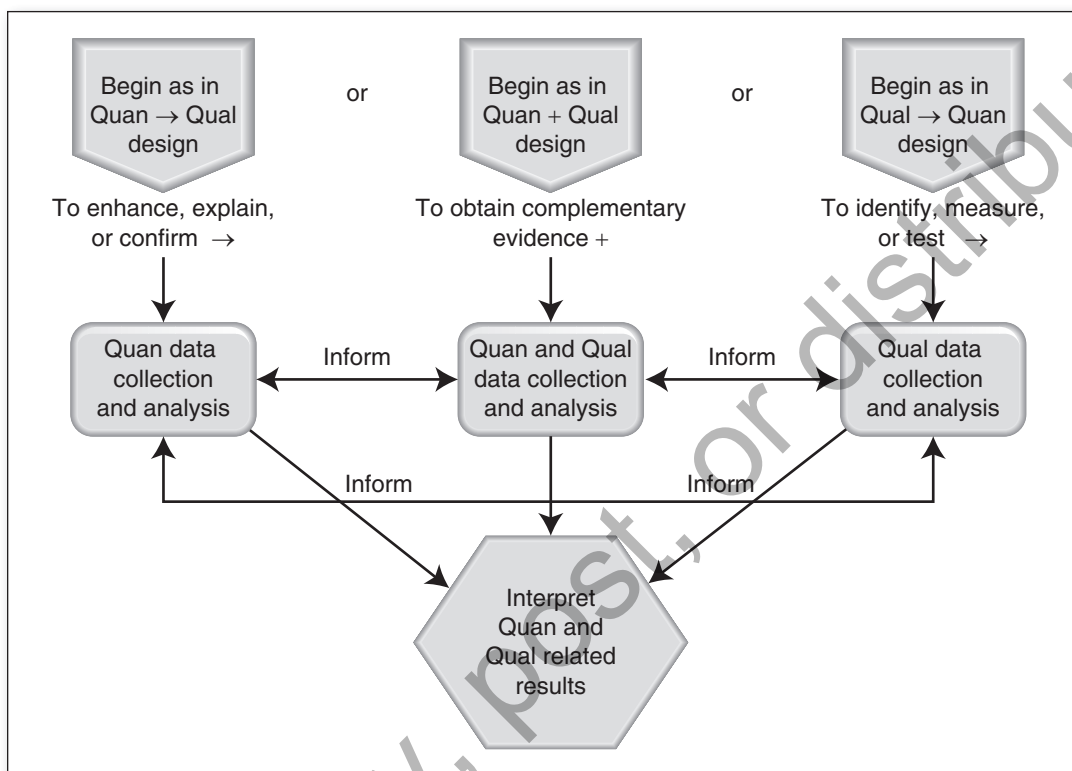 Begin as in
Quan → Qual
design
or
Begin as in
Quan + Qual
design
or
Begin as in
Qual → Quan
design
To enhance, explain,
or confirm →
To obtain complementary
evidence +
To identify, measure,
or test →
Quan data
collection
and analysis
Inform
Quan and Qual
data collection
and analysis
Inform
Qual data
collection
and analysis
Inform
Inform
Interpret
Quan and
Qual related
results
, post, or distribu